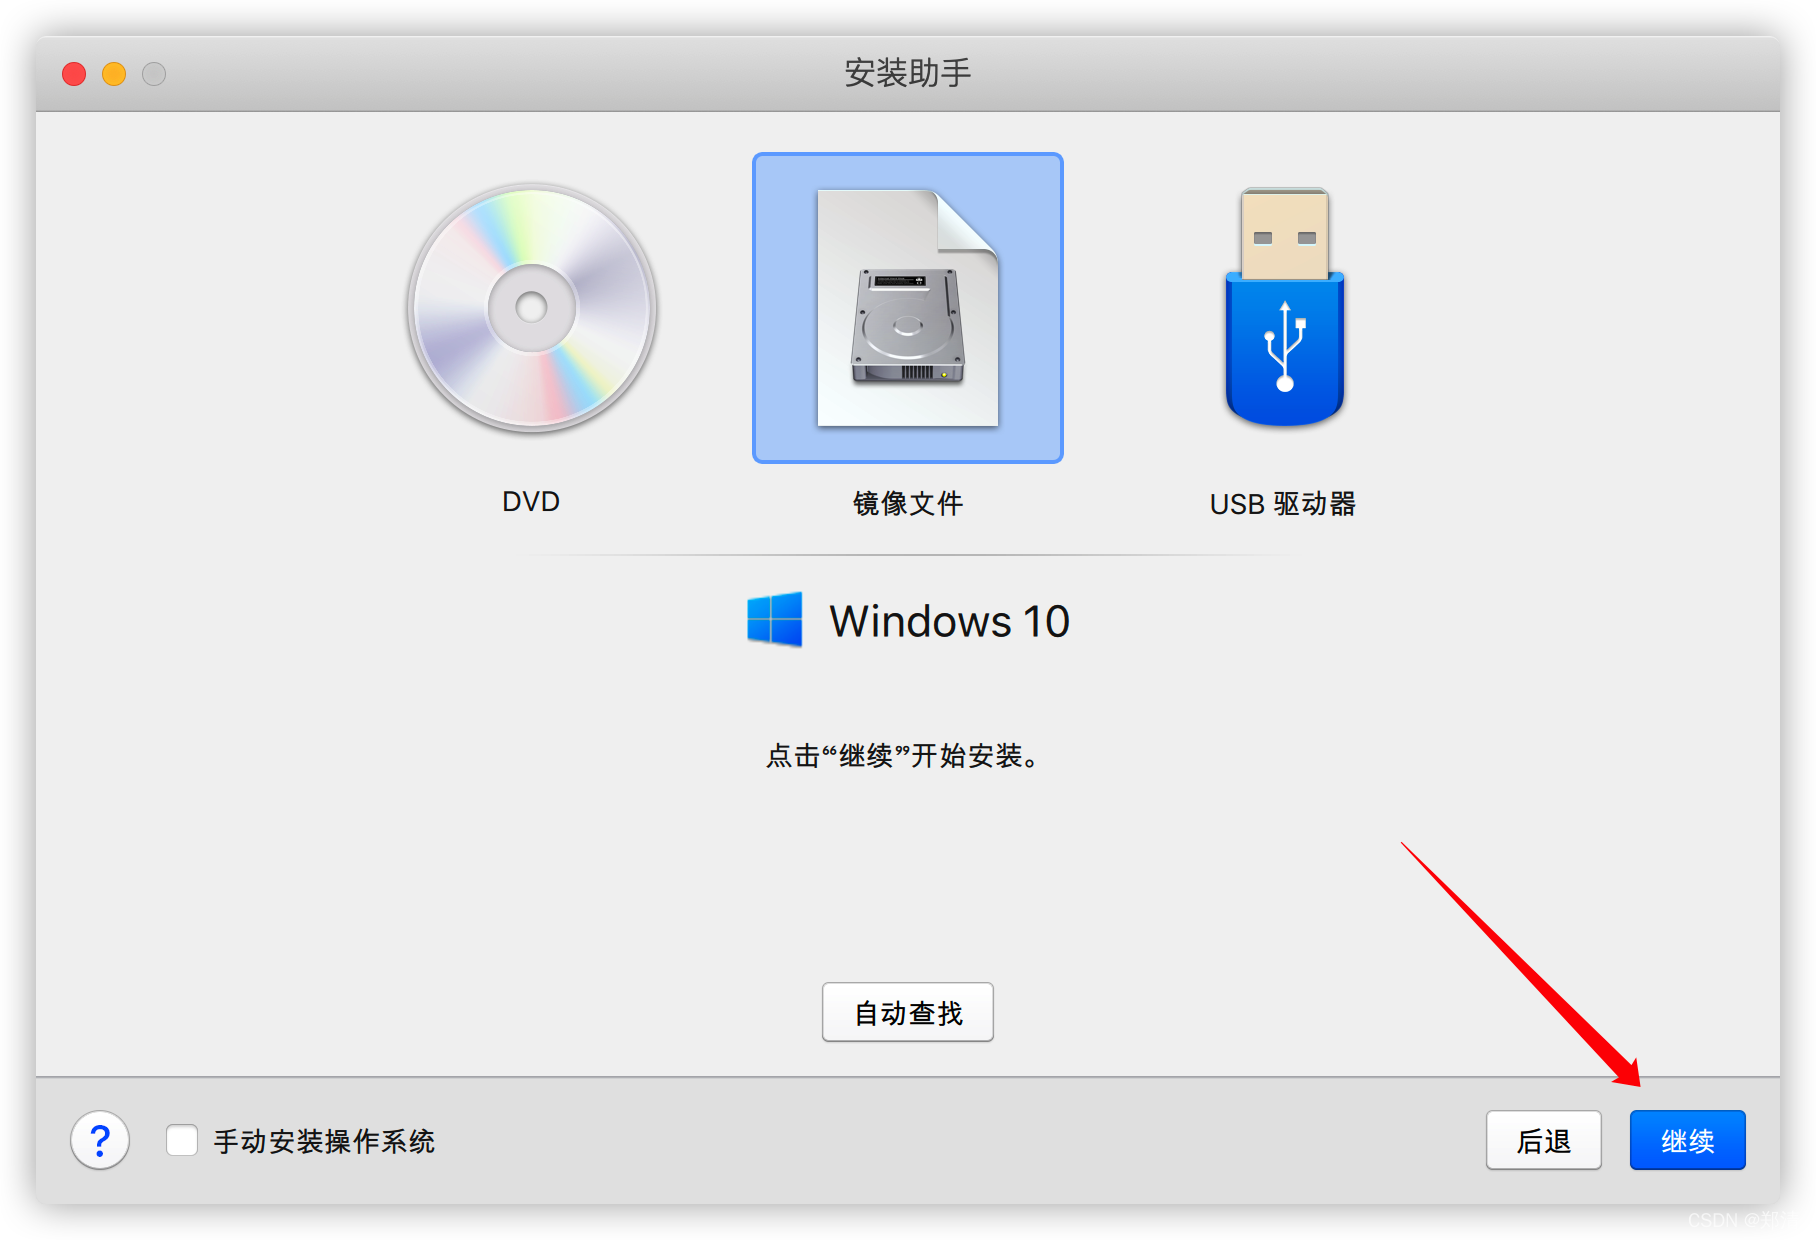 安装助手
DVD
镜像文件
USB 驱动器
Windows 10
点击“继续”开始安装。
自动查找
?
手动安装操作系统
后退
继续
CSDN